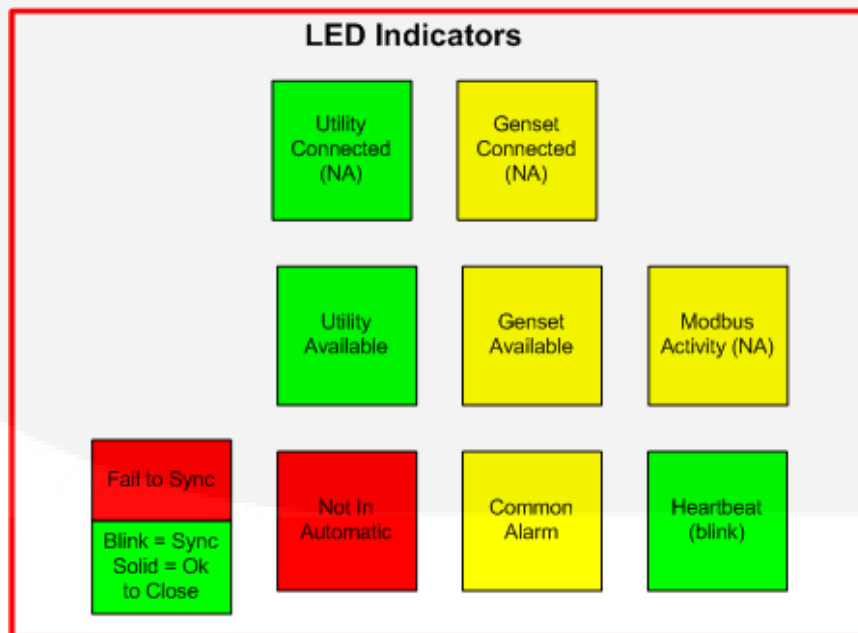 LED Indicators
Utility
Connected
(NA)
Genset
Connected
(NA)
Utility
Available
Genset
Available
Modbus
Activity (NA)
Fail to Sync
Blink = Sync
Solid = Ok
to Close
Not In
Automatic
Common
Alarm
Heartbeat
(blink)